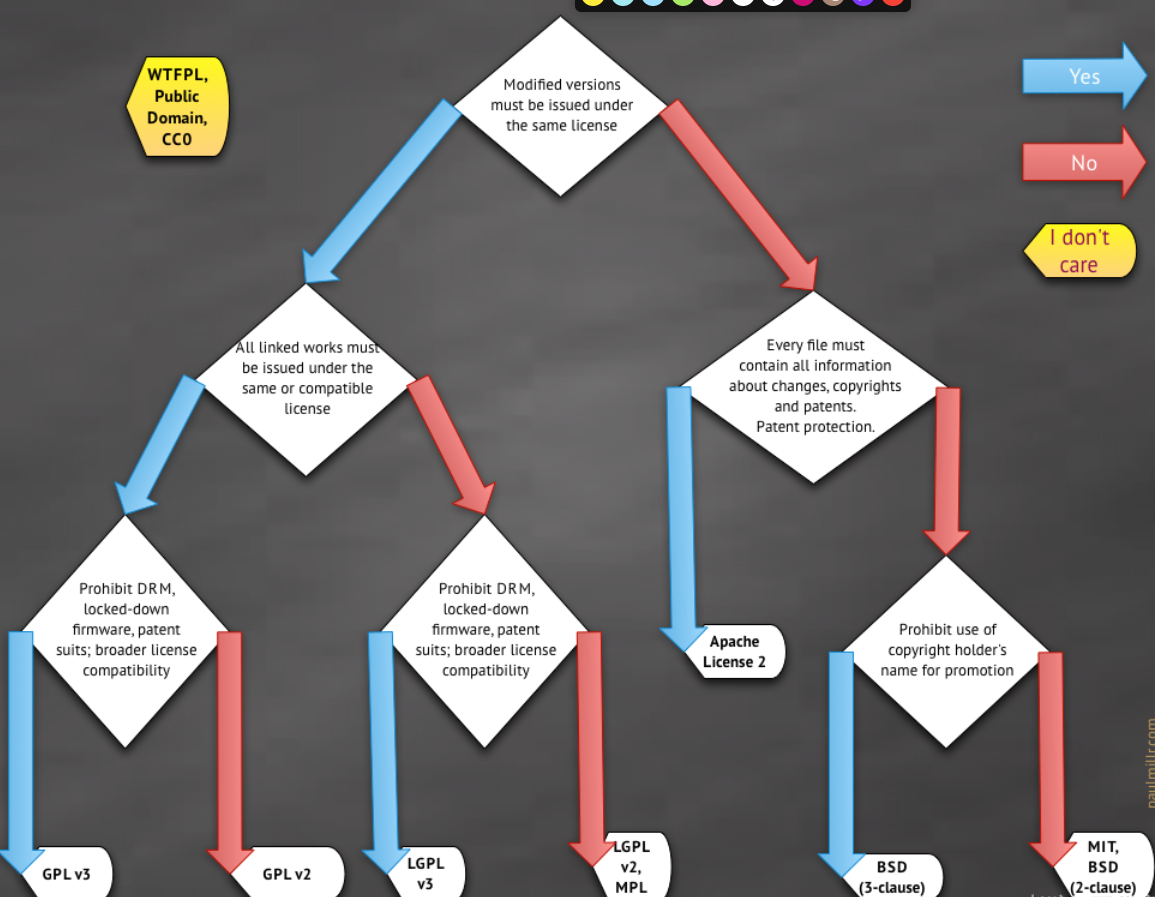 WTFPL,
Public
Domain,
CC0
Modified versions
must be issued under
the same license
Yes
No
I don't
care
All linked works must
be issued under the
same or compatible
license
Every file must
contain all information
about changes, copyrights
and patents.
Patent protection.
Prohibit DRM,
locked-down
firmware, patent
suits; broader license
compatibility
Prohibit DRM,
locked-down
firmware, patent
suits; broader license
compatibility
Apache
License 2
Prohibit use of
copyright holder's
name for promotion
paulmillr.com
GPL v3
GPL v2
LGPL
v3
LGPL
v2,
MPL
BSD
(3-clause)
MIT,
BSD
(2-clause)